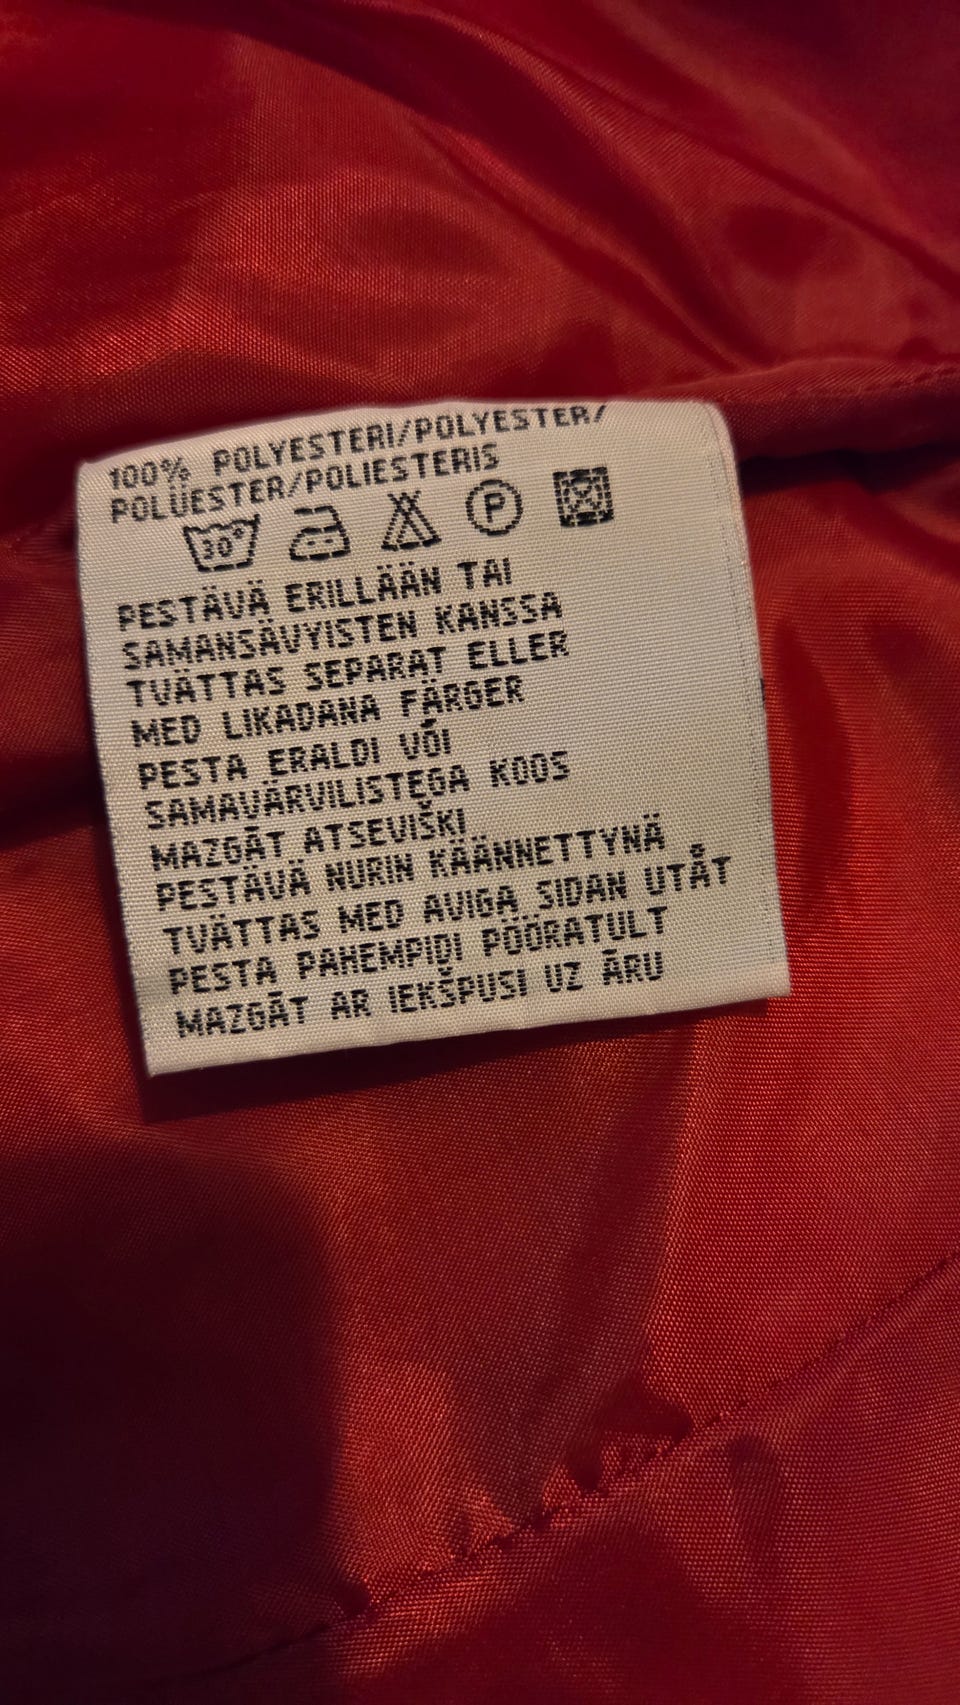 100% POLYESTERI/POLYESTER/
POLÜESTER/POLIESTERIS
30° P
PESTÄVÄ ERILLÄÄN TAI
SAMANSÄVYISTEN KANSSA
TVÄTTAS SEPARAT ELLER
MED LIKADANA FÄRGER
PESTA ERALDI VÕI
SAMAVÄRVILISTEGA KOOS
MAZGĀT ATSEVIŠĶI
PESTÄVÄ NURIN KÄÄNNETTYNÄ
TVÄTTAS MED AVIGA SIDAN UTÅT
PESTA PAHEMPIDI PÖÖRATULT
MAZGĀT AR IEKŠPUSI UZ ĀRU